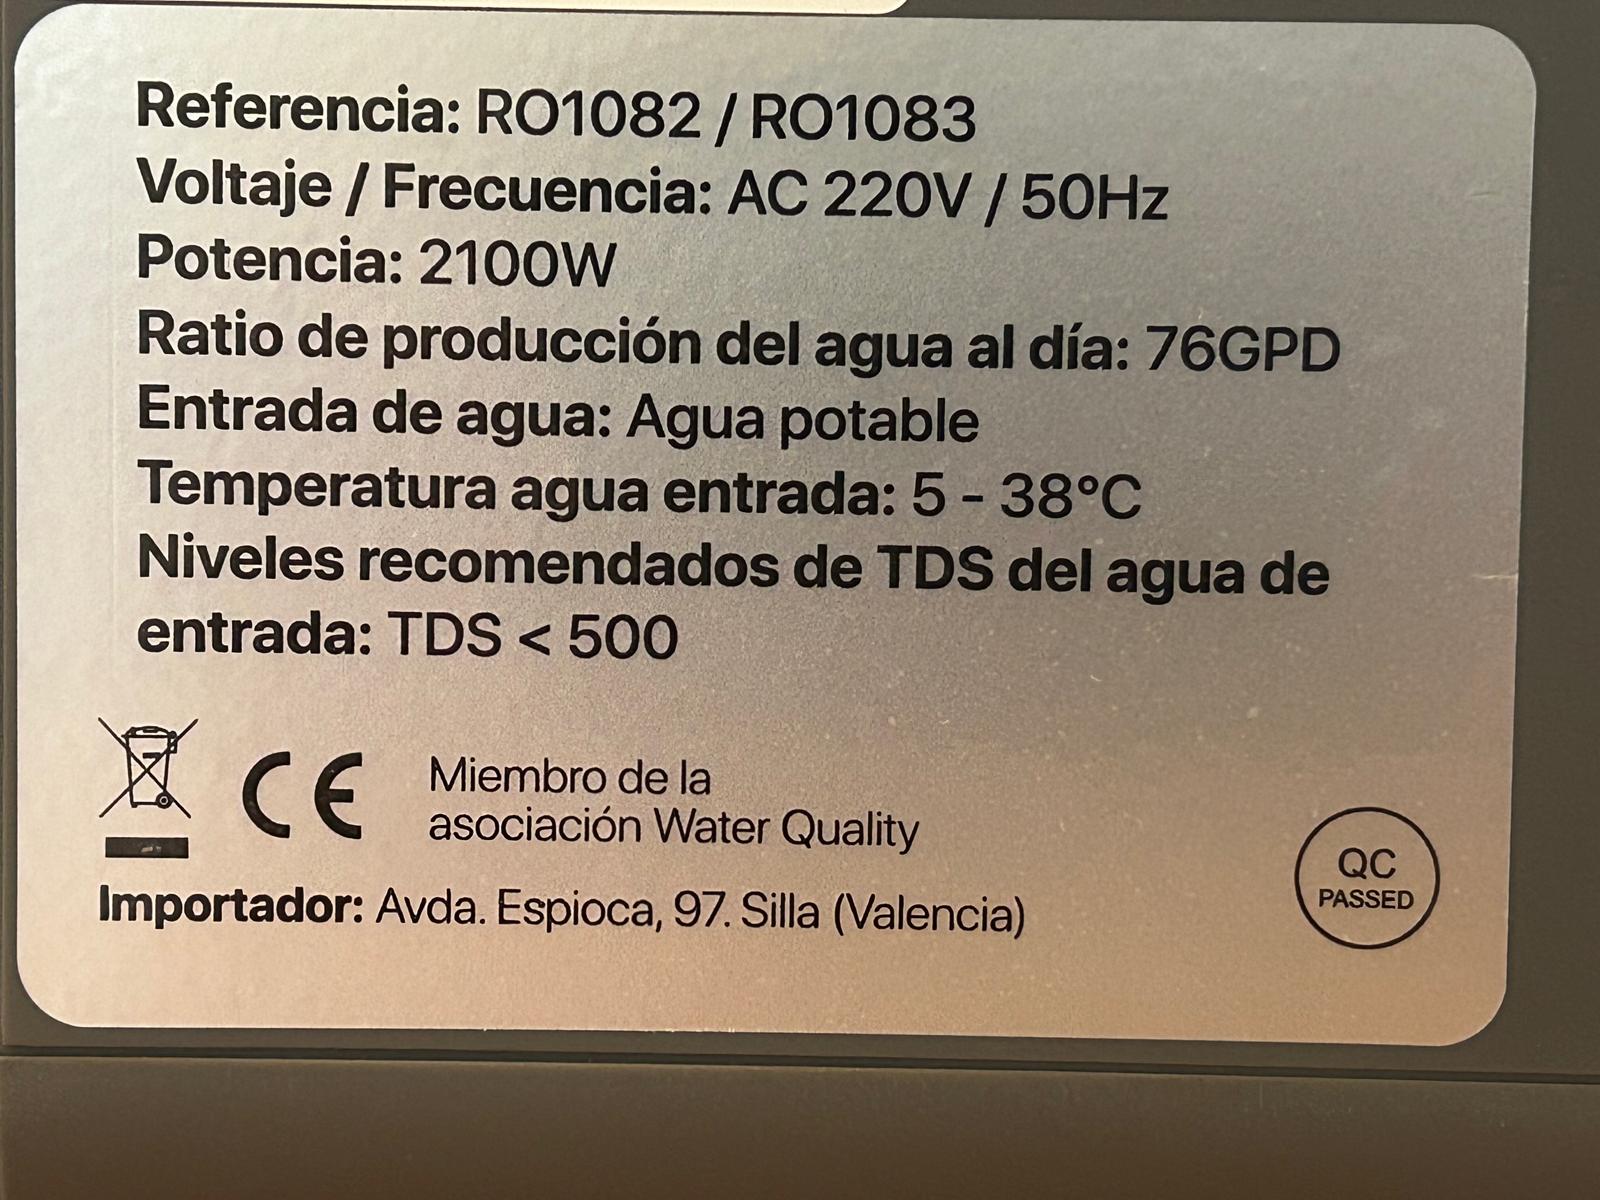 Referencia: RO1082 / RO1083
Voltaje / Frecuencia: AC 220V / 50Hz
Potencia: 2100W
Ratio de producción del agua al día: 76GPD
Entrada de agua: Agua potable
Temperatura agua entrada: 5 - 38°C
Niveles recomendados de TDS del agua de
entrada: TDS < 500
CE
Miembro de la
asociación Water Quality
Importador: Avda. Espioca, 97. Silla (Valencia)
QC
PASSED